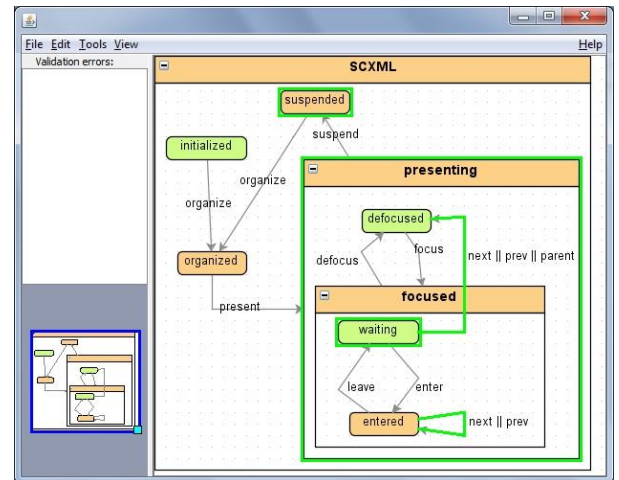 File Edit Tools View Help
Validation errors:
SCXML
suspended
suspend
initialized
organize
organize
organized
present
presenting
defocused
focus
defocus
next || prev || parent
focused
waiting
leave
enter
entered
next || prev